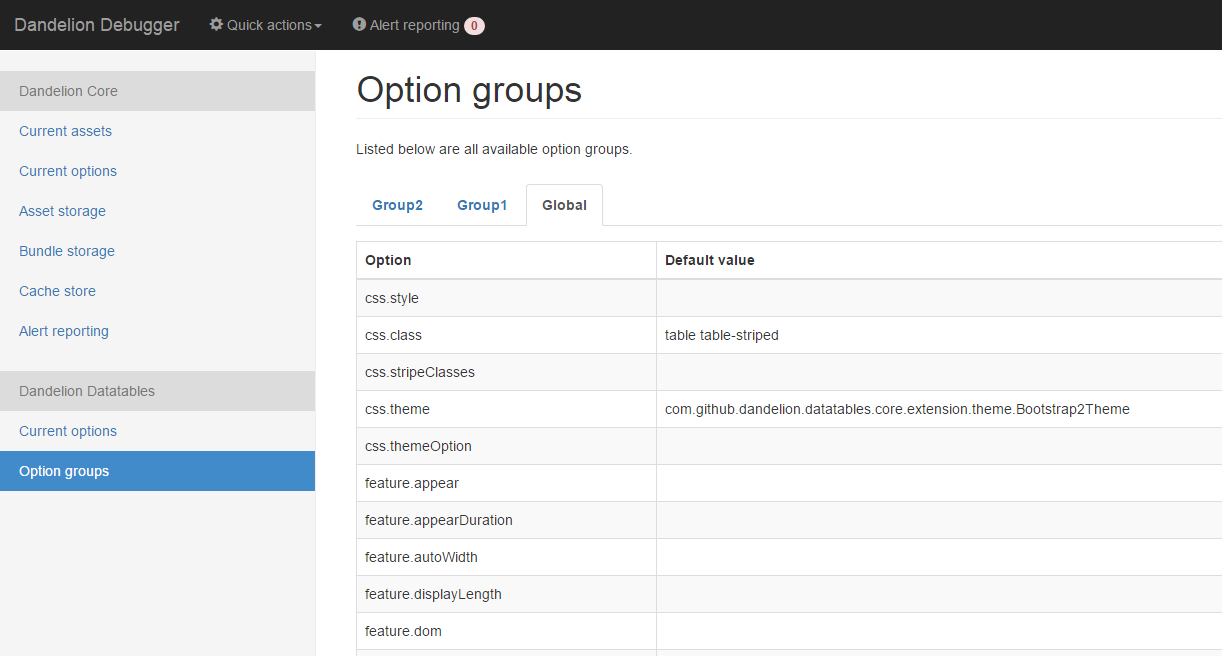 Dandelion Debugger Quick actions Alert reporting 0
Dandelion Core
Current assets
Current options
Asset storage
Bundle storage
Cache store
Alert reporting
Dandelion Datatables
Current options
Option groups
Option groups
Listed below are all available option groups.
Group2 Group1 Global
Option Default value
css.style
css.class table table-striped
css.stripeClasses
css.theme com.github.dandelion.datatables.core.extension.theme.Bootstrap2Theme
css.themeOption
feature.appear
feature.appearDuration
feature.autoWidth
feature.displayLength
feature.dom